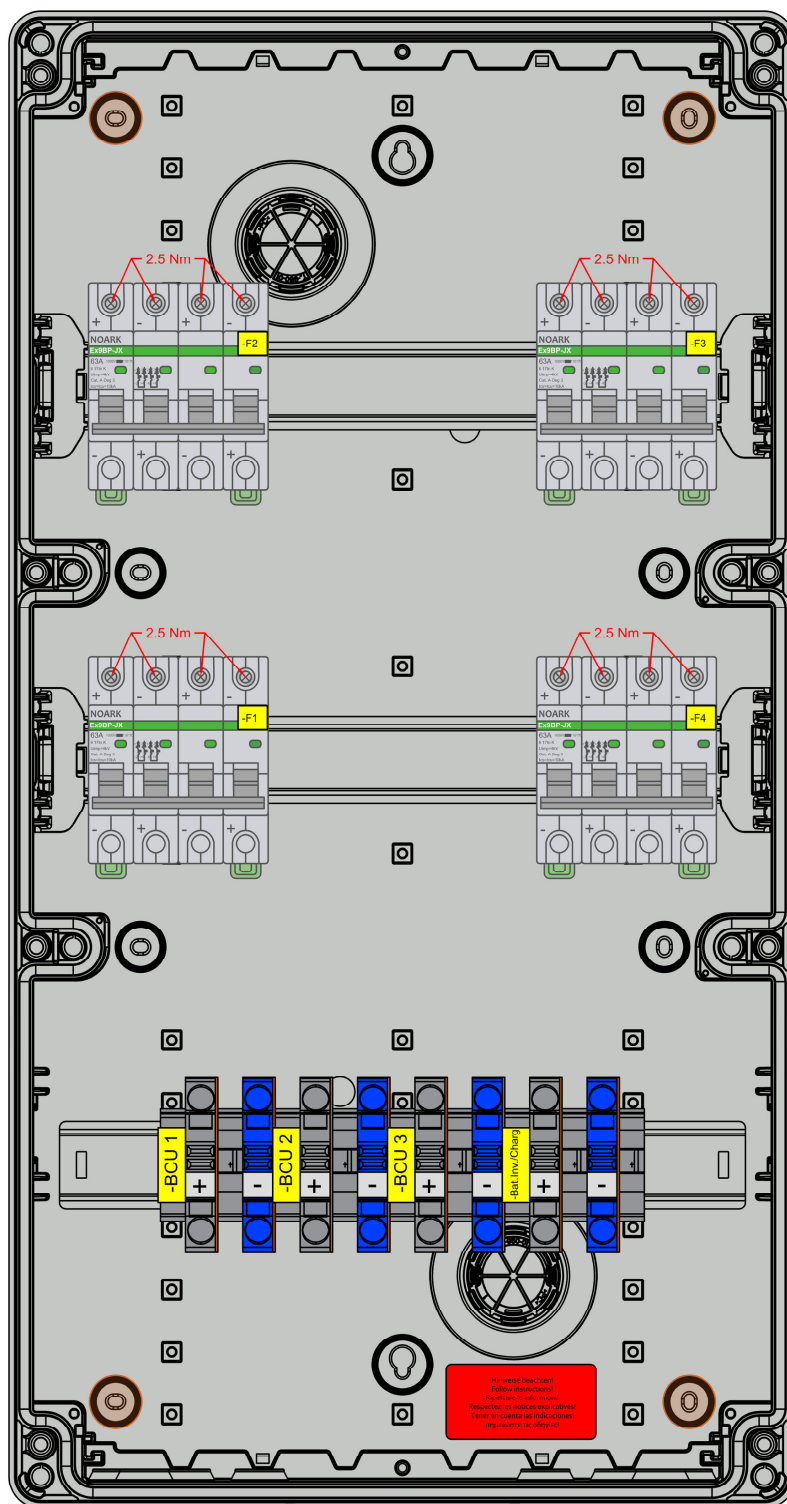 2.5 Nm
2.5 Nm
+ - + -
NOARK
-F2
Ex9BP-JX
63A
- + - +
+ - + -
NOARK
-F3
Ex9BP-JX
63A
- + - +
2.5 Nm
2.5 Nm
+ - + -
NOARK
-F1
Ex9BP-JX
63A
- + - +
+ - + -
NOARK
-F4
Ex9BP-JX
63A
- + - +
-BCU 1
+ -
-BCU 2
+ -
-BCU 3
+ -
-Bat.Inv./Charg
+ -
Hinweise beachten!
Follow instructions!
Respectez les notices explicatives!
Tener en cuenta las indicaciones!